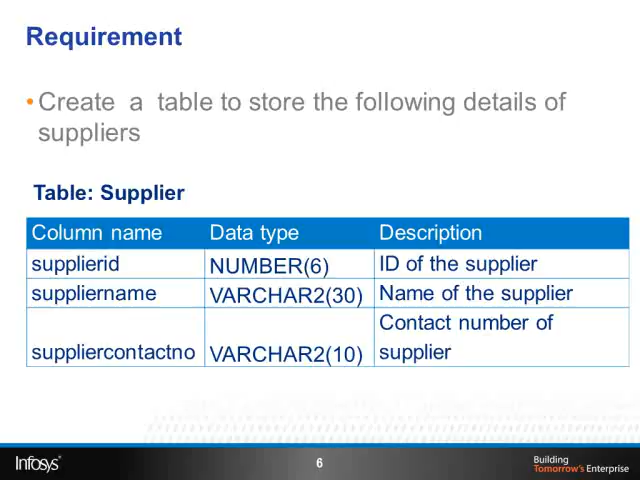 Requirement
•Create a table to store the following details of
suppliers
Table: Supplier
Column name Data type Description
supplierid NUMBER(6) ID of the supplier
suppliername VARCHAR2(30) Name of the supplier
Contact number of
suppliercontactno VARCHAR2(10) supplier
Infosys®
6
Building
Tomorrow's Enterprise